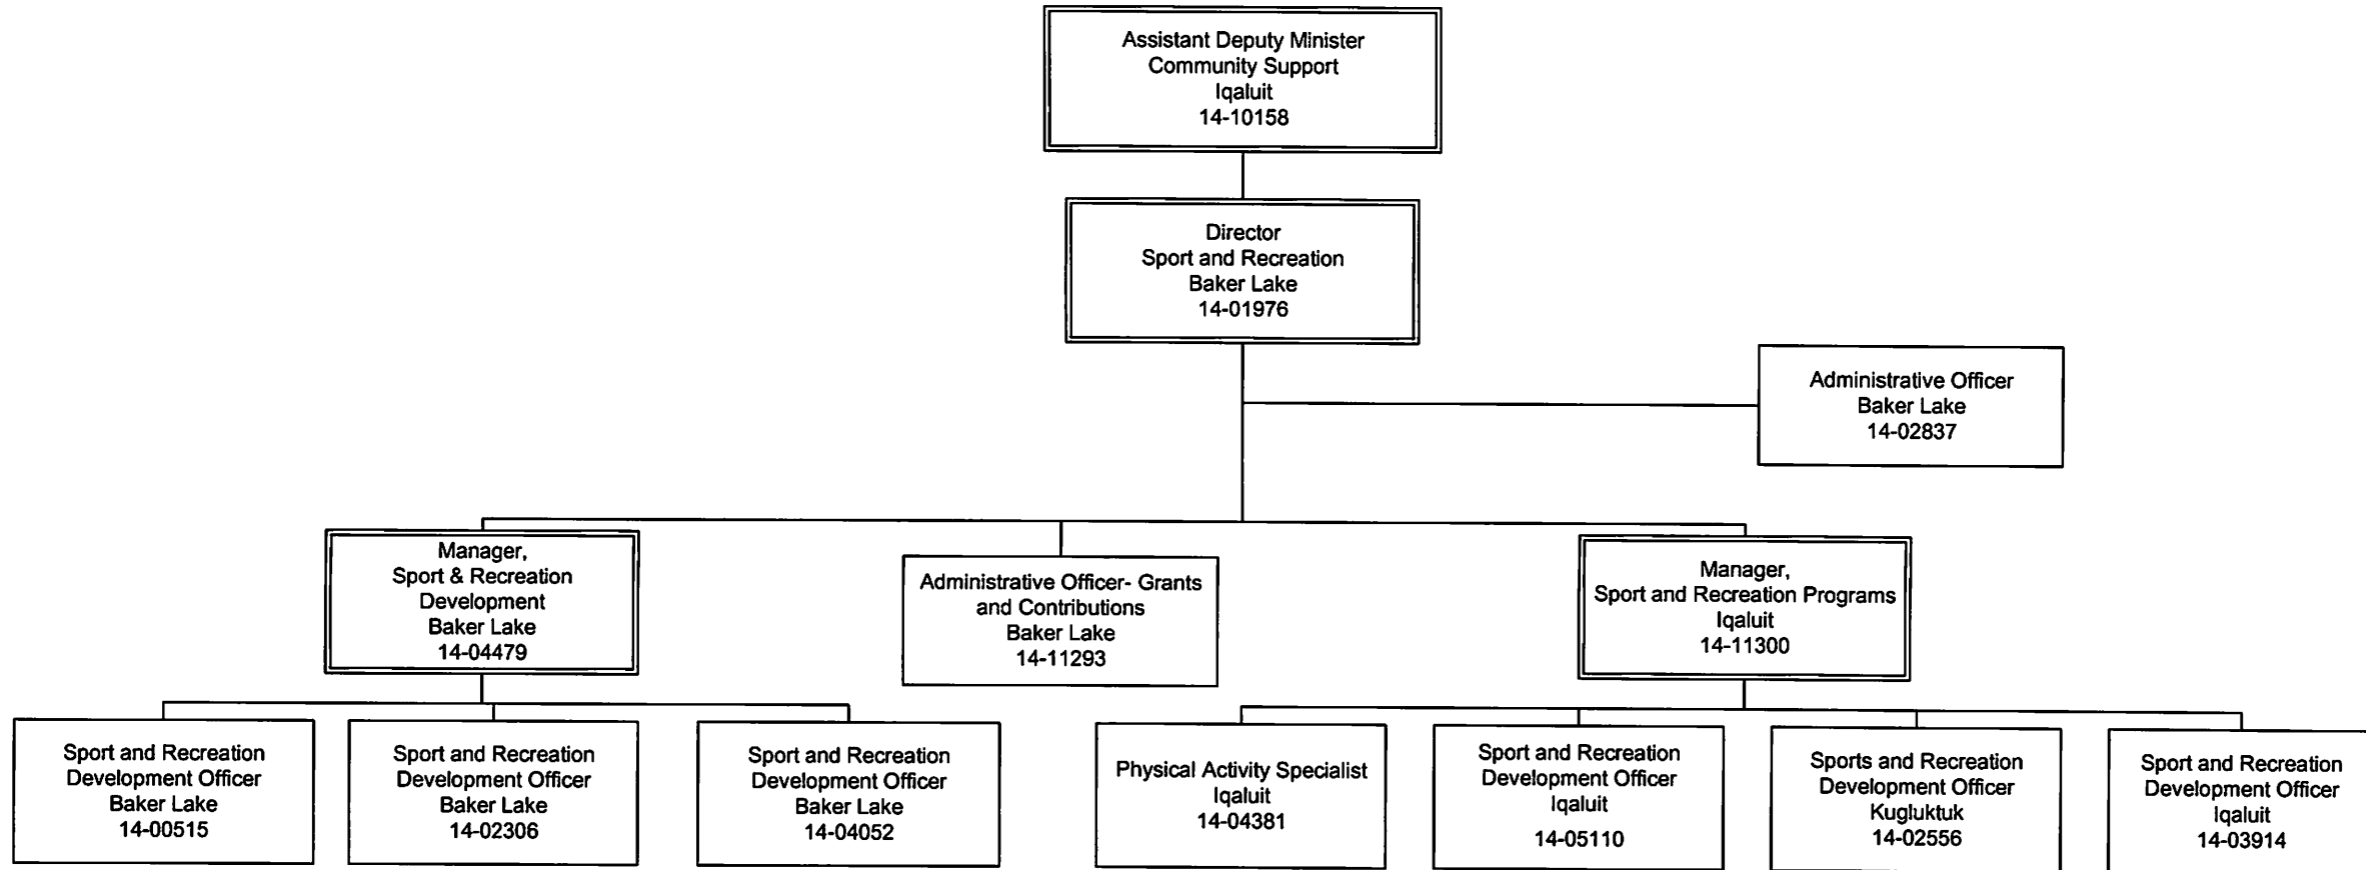 Assistant Deputy Minister
Community Support
Iqaluit
14-10158
Director
Sport and Recreation
Baker Lake
14-01976
Administrative Officer
Baker Lake
14-02837
Manager,
Sport & Recreation
Development
Baker Lake
14-04479
Administrative Officer- Grants
and Contributions
Baker Lake
14-11293
Manager,
Sport and Recreation Programs
Iqaluit
14-11300
Sport and Recreation
Development Officer
Baker Lake
14-00515
Sport and Recreation
Development Officer
Baker Lake
14-02306
Sport and Recreation
Development Officer
Baker Lake
14-04052
Physical Activity Specialist
Iqaluit
14-04381
Sport and Recreation
Development Officer
Iqaluit
14-05110
Sports and Recreation
Development Officer
Kugluktuk
14-02556
Sport and Recreation
Development Officer
Iqaluit
14-03914